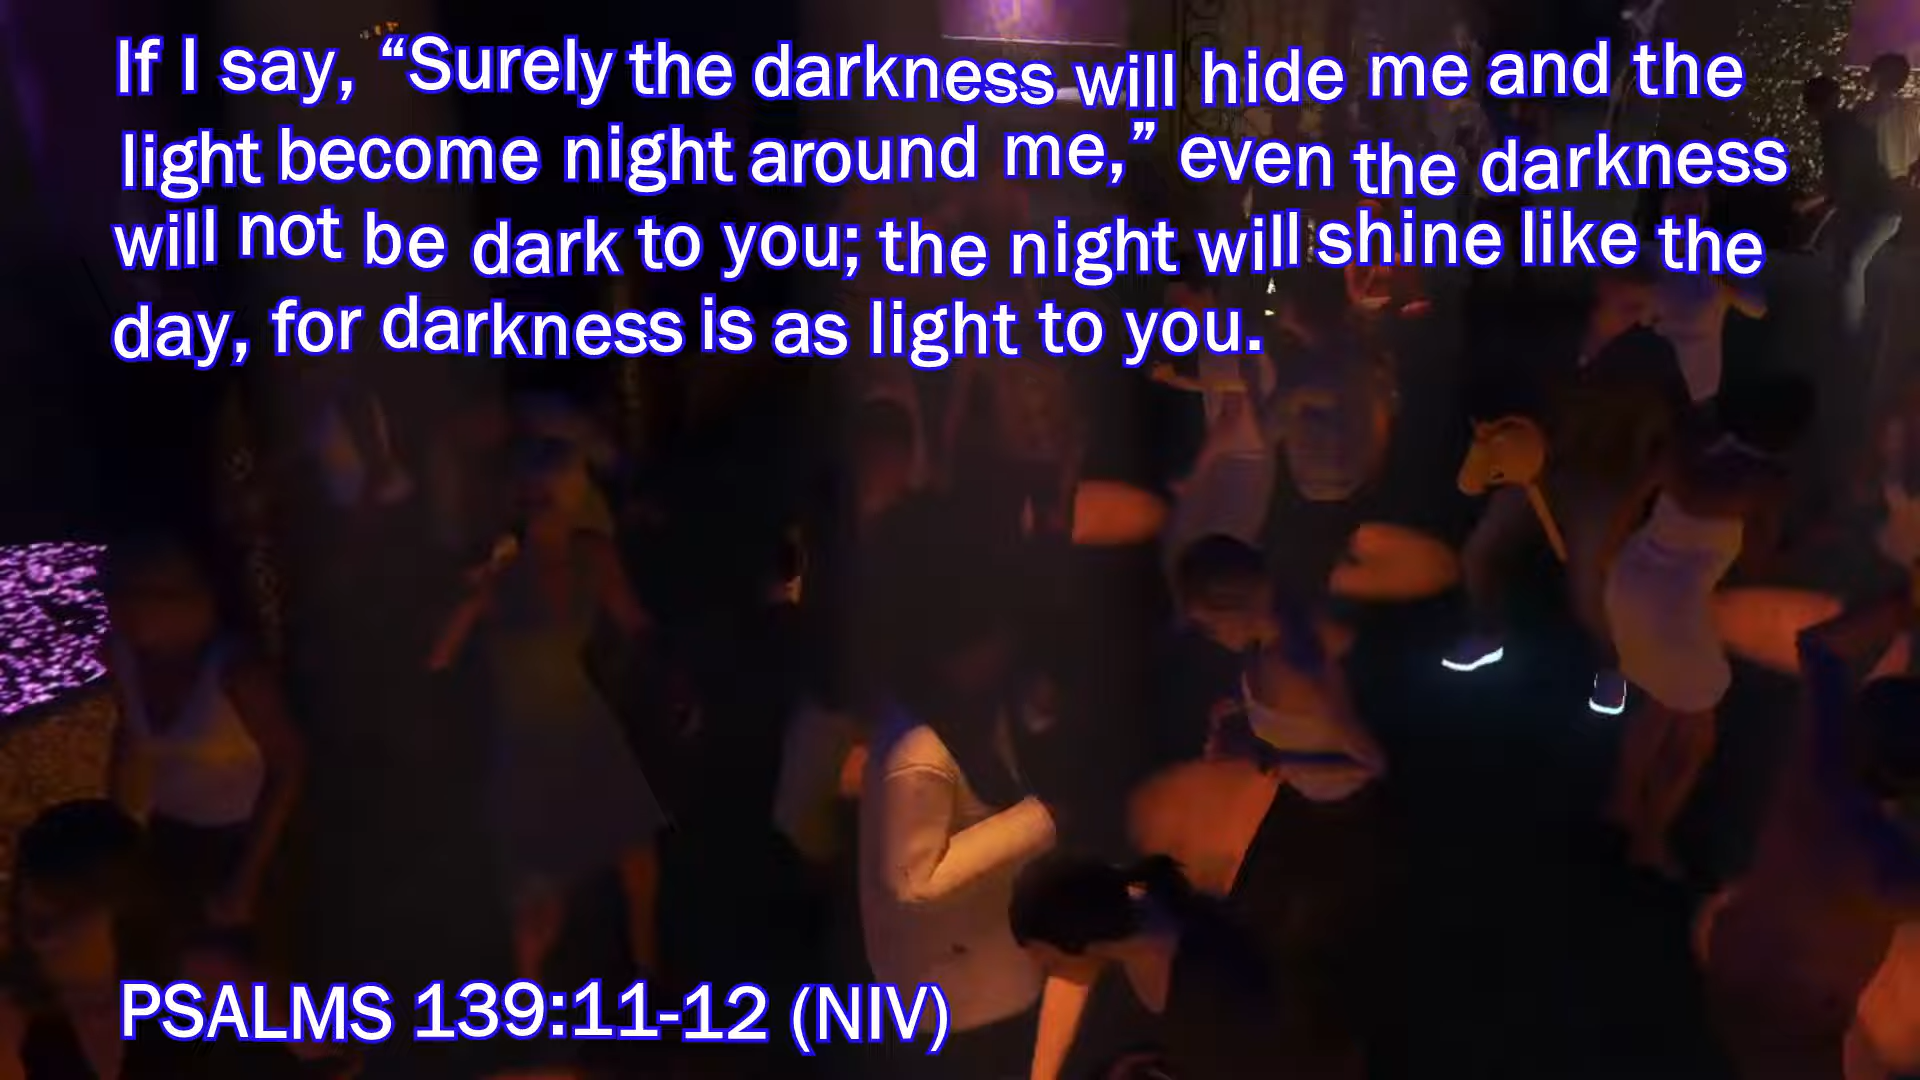 If I say, “Surely the darkness will hide me and the
light become night around me,” even the darkness
will not be dark to you; the night will shine like the
day, for darkness is as light to you.
PSALMS 139:11-12 (NIV)